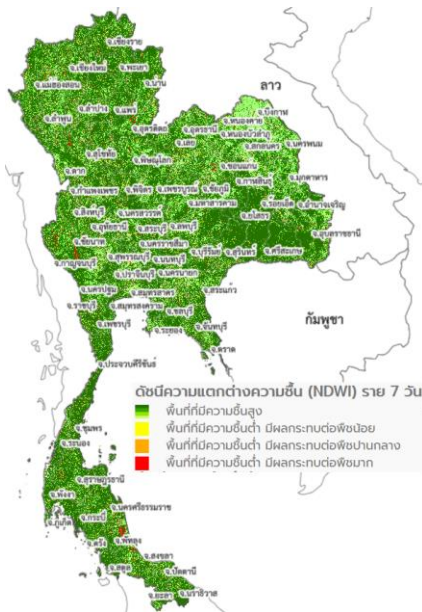 จ.เชียงราย
จ.เชียงใหม่ จ.พะเยา
จ.แม่ฮ่องสอน จ.น่าน
จ.ลำปาง จ.แพร่
จ.ลำพูน
จ.อุตรดิตถ์
จ.สุโขทัย
จ.พิษณุโลก
จ.ตาก
จ.กำแพงเพชร จ.พิจิตร จ.เพชรบูรณ์ จ.ชัยภูมิ
ลาว
จ.บึงกาฬ
จ.หนองคาย
จ.อุดรธานี จ.หนองบัวลำภู
จ.เลย จ.สกลนคร จ.นครพนม
จ.ขอนแก่น
จ.กาฬสินธุ์ จ.มุกดาหาร
จ.มหาสารคาม จ.ร้อยเอ็ด จ.อำนาจเจริญ
จ.ยโสธร
จ.อุบลราชธานี
จ.สิงห์บุรี จ.นครสวรรค์
จ.อุทัยธานี จ.สระบุรี จ.ลพบุรี
จ.ชัยนาท จ.นครราชสีมา
จ.สุพรรณบุรี จ.นนทบุรี จ.บุรีรัมย์ จ.สุรินทร์ จ.ศรีสะเกษ
จ.กาญจนบุรี
จ.ปราจีนบุรี จ.นครนายก
จ.นครปฐม จ.สมุทรสาคร จ.สระแก้ว
จ.ราชบุรี จ.สมุทรสงคราม
จ.ชลบุรี
จ.เพชรบุรี จ.ระยอง จ.จันทบุรี
จ.ตราด
กัมพูชา
จ.ประจวบคีรีขันธ์
ดัชนีความแตกต่างความชื้น (NDWI) ราย 7 วัน
พื้นที่ที่มีความชื้นสูง
พื้นที่ที่มีความชื้นต่ำ มีผลกระทบต่อพืชน้อย
พื้นที่ที่มีความชื้นต่ำ มีผลกระทบต่อพืชปานกลาง
พื้นที่ที่มีความชื้นต่ำ มีผลกระทบต่อพืชมาก
จ.ชุมพร
จ.ระนอง
จ.สุราษฎร์ธานี
จ.พังงา
จ.นครศรีธรรมราช
จ.ภูเก็ต จ.กระบี่
จ.ตรัง จ.พัทลุง
จ.สงขลา
จ.สตูล จ.ปัตตานี
จ.ยะลา จ.นราธิวาส